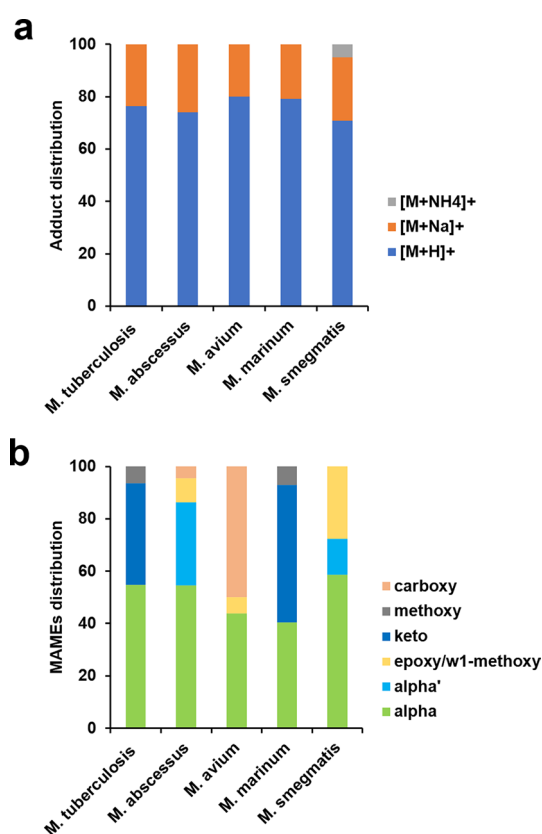 a
100
80
60
40
20
0
Adduct distribution
[M+NH4]+
[M+Na]+
[M+H]+
M. tuberculosis
M. abscessus
M. avium
M. marinum
M. smegmatis
b
100
80
60
40
20
0
MAMEs distribution
carboxy
methoxy
keto
epoxy/w1-methoxy
alpha'
alpha
M. tuberculosis
M. abscessus
M. avium
M. marinum
M. smegmatis